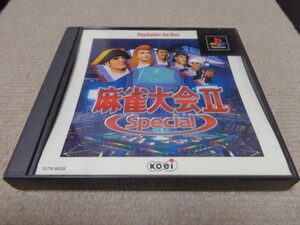 PlayStation the Best
麻雀大会II
Special
KOEI